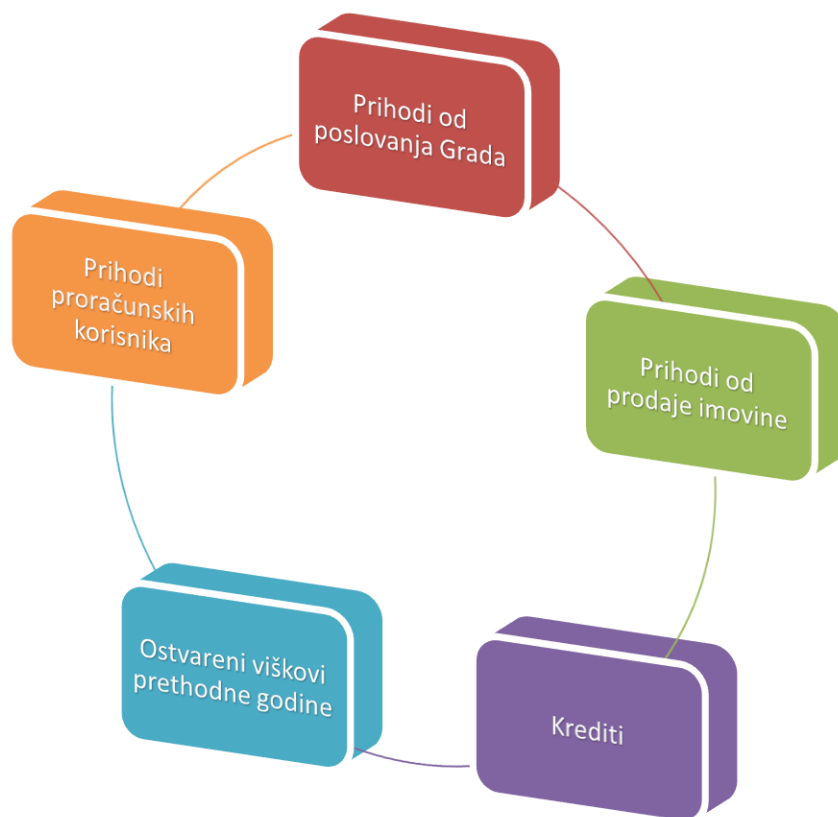 Prihodi od
poslovanja Grada
Prihodi od
prodaje imovine
Krediti
Ostvareni viškovi
prethodne godine
Prihodi
proračunskih
korisnika